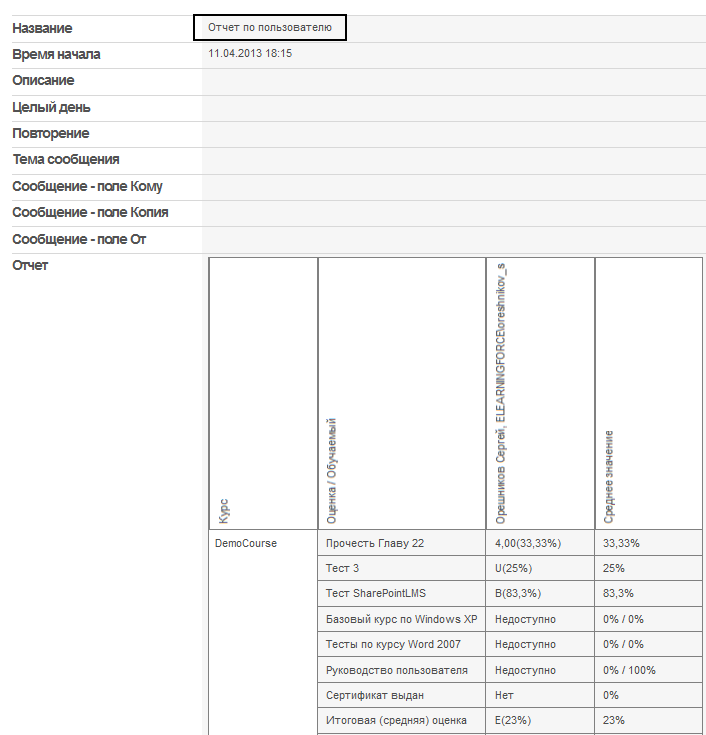 Название Отчет по пользователю
Время начала 11.04.2013 18:15
Описание
Целый день
Повторение
Тема сообщения
Сообщение - поле Кому
Сообщение - поле Копия
Сообщение - поле От
Отчет
Курс Оценка / Обучаемый Орешников Сергей, ELEARNINGFORCE\oreshnikov_s Среднее значение
DemoCourse Прочесть Главу 22 4,00(33,33%) 33,33%
Тест 3 U(25%) 25%
Тест SharePointLMS B(83,3%) 83,3%
Базовый курс по Windows XP Недоступно 0% / 0%
Тесты по курсу Word 2007 Недоступно 0% / 0%
Руководство пользователя Недоступно 0% / 100%
Сертификат выдан Нет 0%
Итоговая (средняя) оценка E(23%) 23%